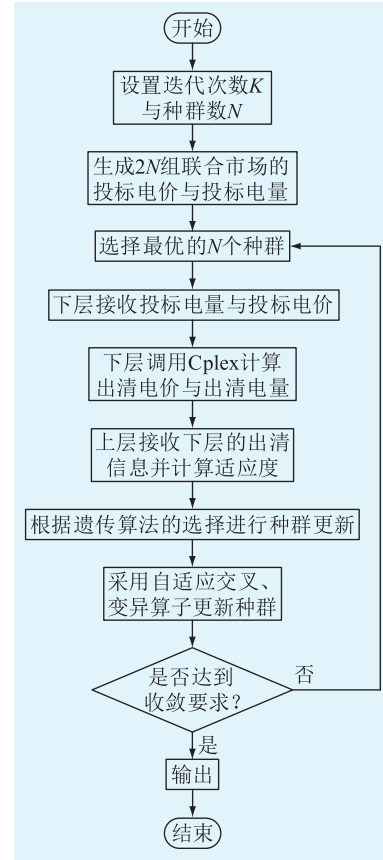 开始
设置迭代次数K
与种群数N
生成2N组联合市场的
投标电价与投标电量
选择最优的N个种群
下层接收投标电量与投标电价
下层调用Cplex计算
出清电价与出清电量
上层接收下层的出清
信息并计算适应度
根据遗传算法的选择进行种群更新
采用自适应交叉、
变异算子更新种群
是否达到
收敛要求?
否
是
输出
结束